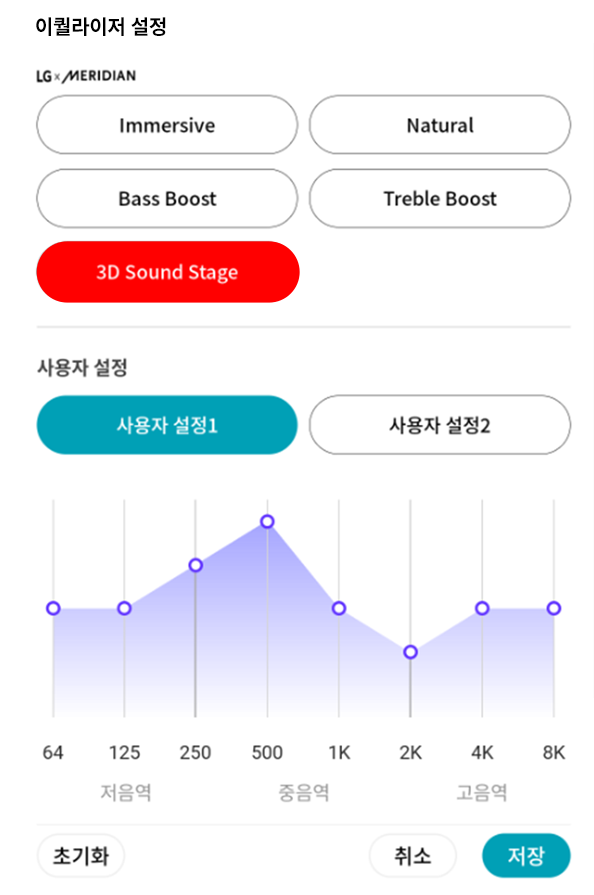 이퀄라이저 설정
LG x MERIDIAN
Immersive Natural
Bass Boost Treble Boost
3D Sound Stage
사용자 설정
사용자 설정1 사용자 설정2
64 125 250 500 1K 2K 4K 8K
저음역 중음역 고음역
초기화 취소 저장